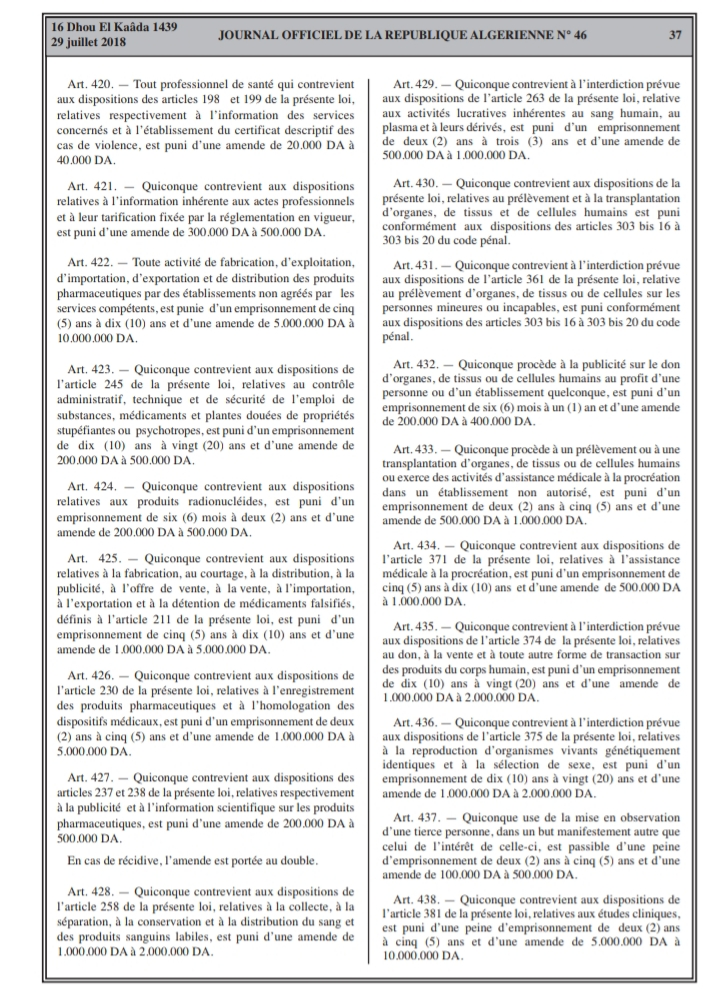 16 Dhou El Kaâda 1439
29 juillet 2018
JOURNAL OFFICIEL DE LA REPUBLIQUE ALGERIENNE N° 46
37
Art. 420. — Tout professionnel de santé qui contrevient
aux dispositions des articles 198 et 199 de la présente loi,
relatives respectivement à l'information des services
concernés et à l'établissement du certificat descriptif des
cas de violence, est puni d'une amende de 20.000 DA à
40.000 DA.
Art. 421. — Quiconque contrevient aux dispositions
relatives à l'information inhérente aux actes professionnels
et à leur tarification fixée par la réglementation en vigueur,
est puni d'une amende de 300.000 DA à 500.000 DA.
Art. 422. — Toute activité de fabrication, d'exploitation,
d'importation, d'exportation et de distribution des produits
pharmaceutiques par des établissements non agréés par les
services compétents, est punie d'un emprisonnement de cinq
(5) ans à dix (10) ans et d'une amende de 5.000.000 DA à
10.000.000 DA.
Art. 423. — Quiconque contrevient aux dispositions de
l'article 245 de la présente loi, relatives au contrôle
administratif, technique et de sécurité de l'emploi de
substances, médicaments et plantes douées de propriétés
stupéfiantes ou psychotropes, est puni d'un emprisonnement
de dix (10) ans à vingt (20) ans et d'une amende de
200.000 DA à 500.000 DA.
Art. 424. — Quiconque contrevient aux dispositions
relatives aux produits radionucléides, est puni d'un
emprisonnement de six (6) mois à deux (2) ans et d'une
amende de 200.000 DA à 500.000 DA.
Art. 425. — Quiconque contrevient aux dispositions
relatives à la fabrication, au courtage, à la distribution, à la
publicité, à l'offre de vente, à la vente, à l'importation,
à l'exportation et à la détention de médicaments falsifiés,
définis à l'article 211 de la présente loi, est puni d'un
emprisonnement de cinq (5) ans à dix (10) ans et d'une
amende de 1.000.000 DA à 5.000.000 DA.
Art. 426. — Quiconque contrevient aux dispositions de
l'article 230 de la présente loi, relatives à l'enregistrement
des produits pharmaceutiques et à l'homologation des
dispositifs médicaux, est puni d'un emprisonnement de deux
(2) ans à cinq (5) ans et d'une amende de 1.000.000 DA à
5.000.000 DA.
Art. 427. — Quiconque contrevient aux dispositions des
articles 237 et 238 de la présente loi, relatives respectivement
à la publicité et à l'information scientifique sur les produits
pharmaceutiques, est puni d'une amende de 200.000 DA à
500.000 DA.
En cas de récidive, l'amende est portée au double.
Art. 428. — Quiconque contrevient aux dispositions de
l'article 258 de la présente loi, relatives à la collecte, à la
séparation, à la conservation et à la distribution du sang et
des produits sanguins labiles, est puni d'une amende de
1.000.000 DA à 2.000.000 DA.
Art. 429. — Quiconque contrevient à l'interdiction prévue
aux dispositions de l'article 263 de la présente loi, relative
aux activités lucratives inhérentes au sang humain, au
plasma et à leurs dérivés, est puni d'un emprisonnement
de deux (2) ans à trois (3) ans et d'une amende de
500.000 DA à 1.000.000 DA.
Art. 430. — Quiconque contrevient aux dispositions de la
présente loi, relatives au prélèvement et à la transplantation
d'organes, de tissus et de cellules humains est puni
conformément aux dispositions des articles 303 bis 16 à
303 bis 20 du code pénal.
Art. 431. — Quiconque contrevient à l'interdiction prévue
aux dispositions de l'article 361 de la présente loi, relative
au prélèvement d'organes, de tissus ou de cellules sur les
personnes mineures ou incapables, est puni conformément
aux dispositions des articles 303 bis 16 à 303 bis 20 du code
pénal.
Art. 432. — Quiconque procède à la publicité sur le don
d'organes, de tissus ou de cellules humains au profit d'une
personne ou d'un établissement quelconque, est puni d'un
emprisonnement de six (6) mois à un (1) an et d'une amende
de 200.000 DA à 400.000 DA.
Art. 433. — Quiconque procède à un prélèvement ou à une
transplantation d'organes, de tissus ou de cellules humains
ou exerce des activités d'assistance médicale à la procréation
dans un établissement non autorisé, est puni d'un
emprisonnement de deux (2) ans à cinq (5) ans et d'une
amende de 500.000 DA à 1.000.000 DA.
Art. 434. — Quiconque contrevient aux dispositions de
l'article 371 de la présente loi, relatives à l'assistance
médicale à la procréation, est puni d'un emprisonnement de
cinq (5) ans à dix (10) ans et d'une amende de 500.000 DA
à 1.000.000 DA.
Art. 435. — Quiconque contrevient à l'interdiction prévue
aux dispositions de l'article 374 de la présente loi, relatives
au don, à la vente et à toute autre forme de transaction sur
des produits du corps humain, est puni d'un emprisonnement
de dix (10) ans à vingt (20) ans et d'une amende de
1.000.000 DA à 2.000.000 DA.
Art. 436. — Quiconque contrevient à l'interdiction prévue
aux dispositions de l'article 375 de la présente loi, relatives
à la reproduction d'organismes vivants génétiquement
identiques et à la sélection de sexe, est puni d'un
emprisonnement de dix (10) ans à vingt (20) ans et d'une
amende de 1.000.000 DA à 2.000.000 DA.
Art. 437. — Quiconque use de la mise en observation
d'une tierce personne, dans un but manifestement autre que
celui de l'intérêt de celle-ci, est passible d'une peine
d'emprisonnement de deux (2) ans à cinq (5) ans et d'une
amende de 100.000 DA à 500.000 DA.
Art. 438. — Quiconque contrevient aux dispositions de
l'article 381 de la présente loi, relatives aux études cliniques,
est puni d'une peine d'emprisonnement de deux (2) ans
à cinq (5) ans et d'une amende de 5.000.000 DA à
10.000.000 DA.